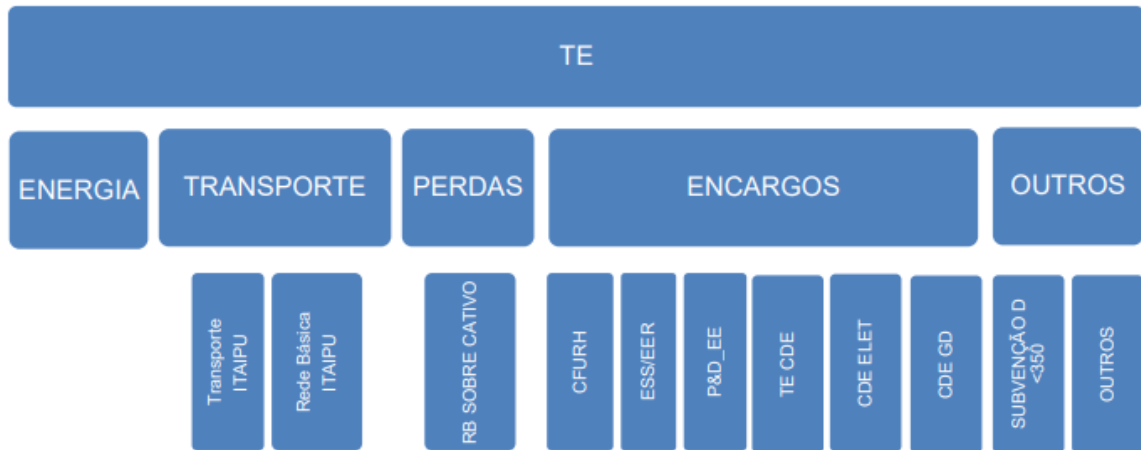 TE
ENERGIA
TRANSPORTE
PERDAS
ENCARGOS
OUTROS
Transporte
ITAIPU
Rede Básica
ITAIPU
RB SOBRE CATIVO
CFURH
ESS/EER
P&D_EE
TE CDE
CDE ELET
CDE GD
SUBVENÇÃO D
<350
OUTROS